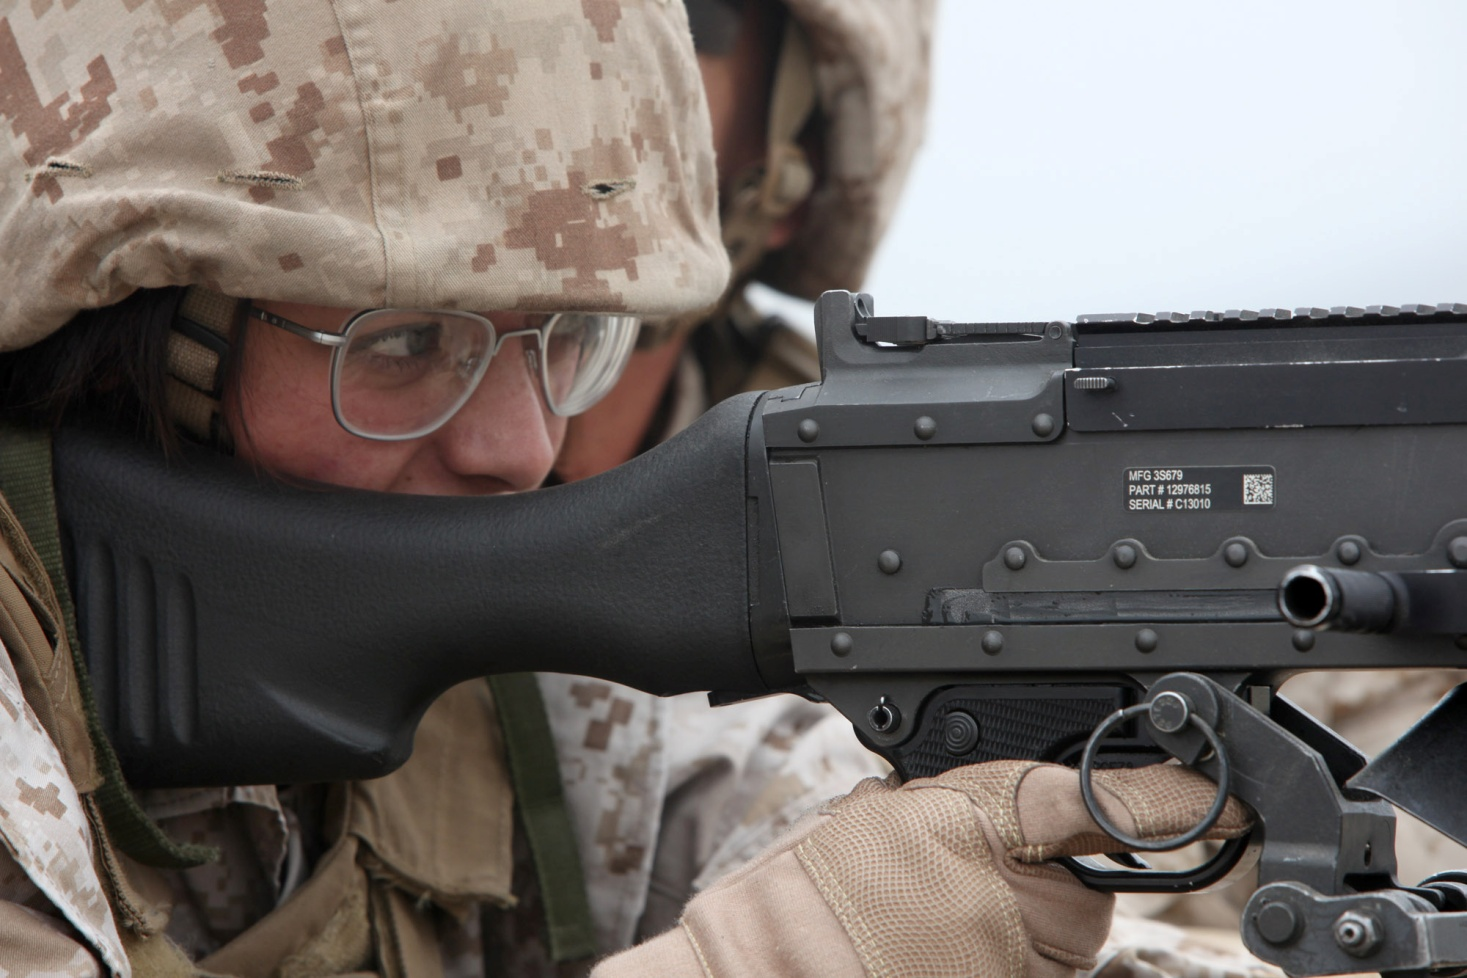 MFG 3S679
PART # 12976815
SERIAL # C13010